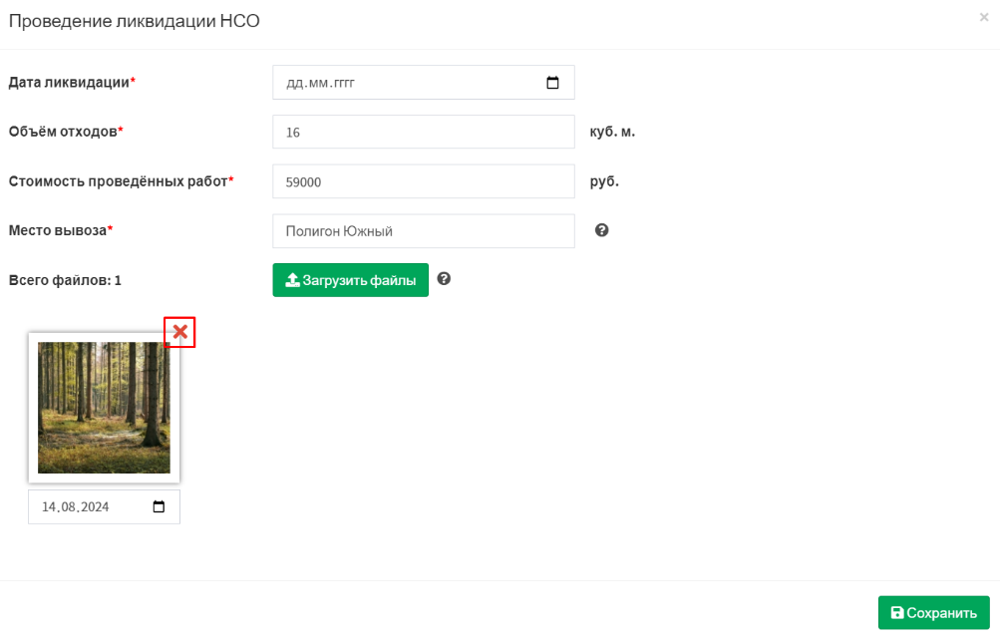 Проведение ликвидации НСО ×
Дата ликвидации* дд.мм.гггг
Объём отходов* 16 куб. м.
Стоимость проведённых работ* 59000 руб.
Место вывоза* Полигон Южный ?
Всего файлов: 1 Загрузить файлы ?
14.08.2024
Сохранить